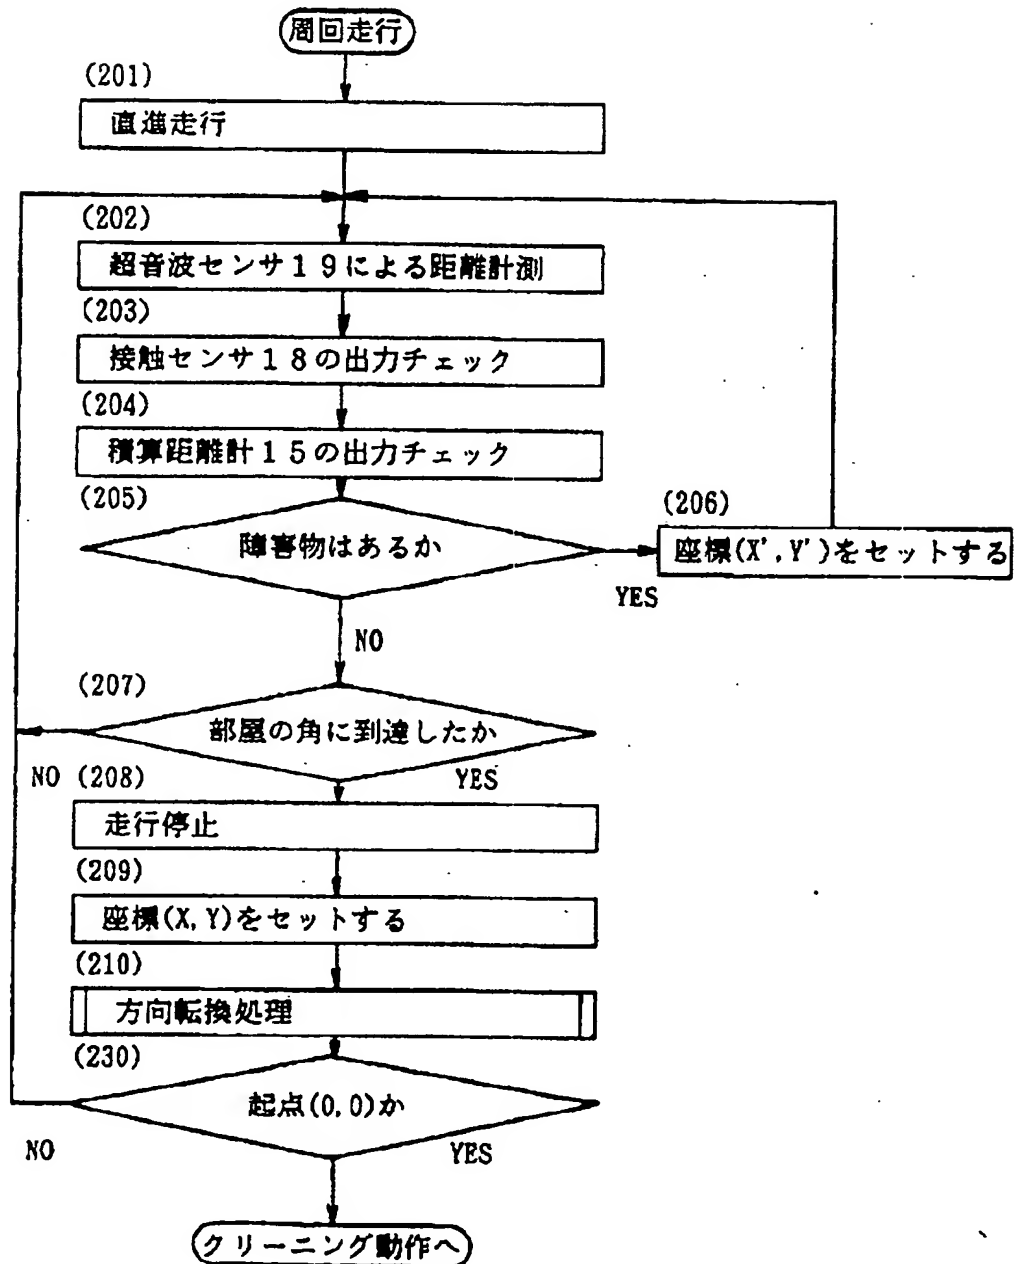 周回走行
(201)
直進走行
(202)
超音波センサ19による距離計測
(203)
接触センサ18の出力チェック
(204)
積算距離計15の出力チェック
(205)
障害物はあるか
(206)
座標(X',Y')をセットする
YES
NO
(207)
部屋の角に到達したか
NO
YES
(208)
走行停止
(209)
座標(X,Y)をセットする
(210)
方向転換処理
(230)
起点(0,0)か
NO
YES
クリーニング動作へ